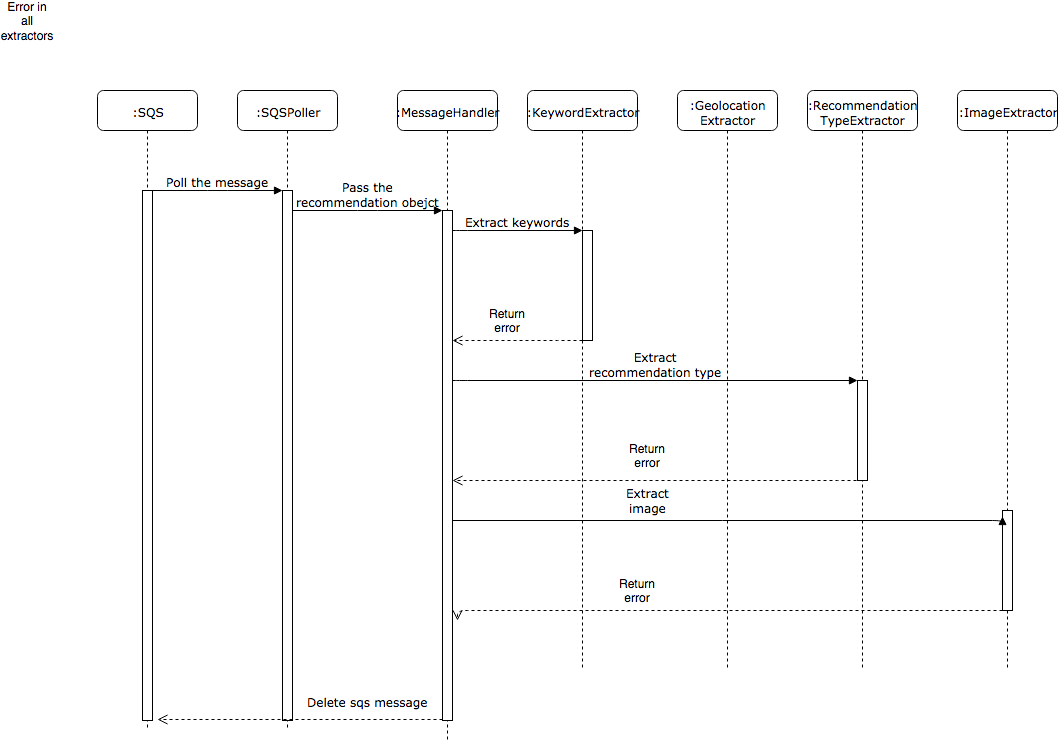 Error in
all
extractors
:SQS
:SQSPoller
:MessageHandler
:KeywordExtractor
:Geolocation
Extractor
:Recommendation
TypeExtractor
:ImageExtractor
Poll the message
Pass the
recommendation obejct
Extract keywords
Return
error
Extract
recommendation type
Return
error
Extract
image
Return
error
Delete sqs message